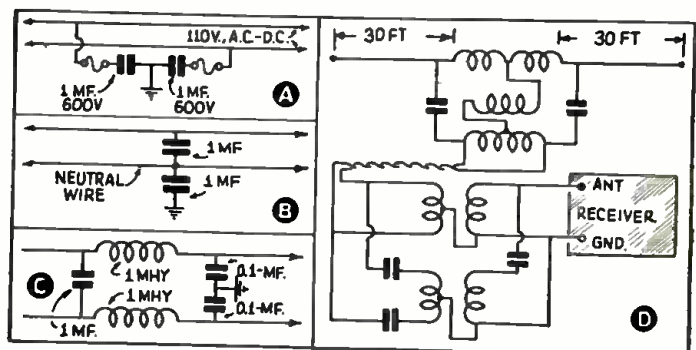 110V., A.C.-D.C.
1 MF.
600V
1 MF.
600V
A
1 MF
NEUTRAL
WIRE
1 MF
B
C
1 MHY
1 MHY
1 MF.
0.1-MF.
0.1-MF.
30 FT
30 FT
ANT
RECEIVER
GND.
D